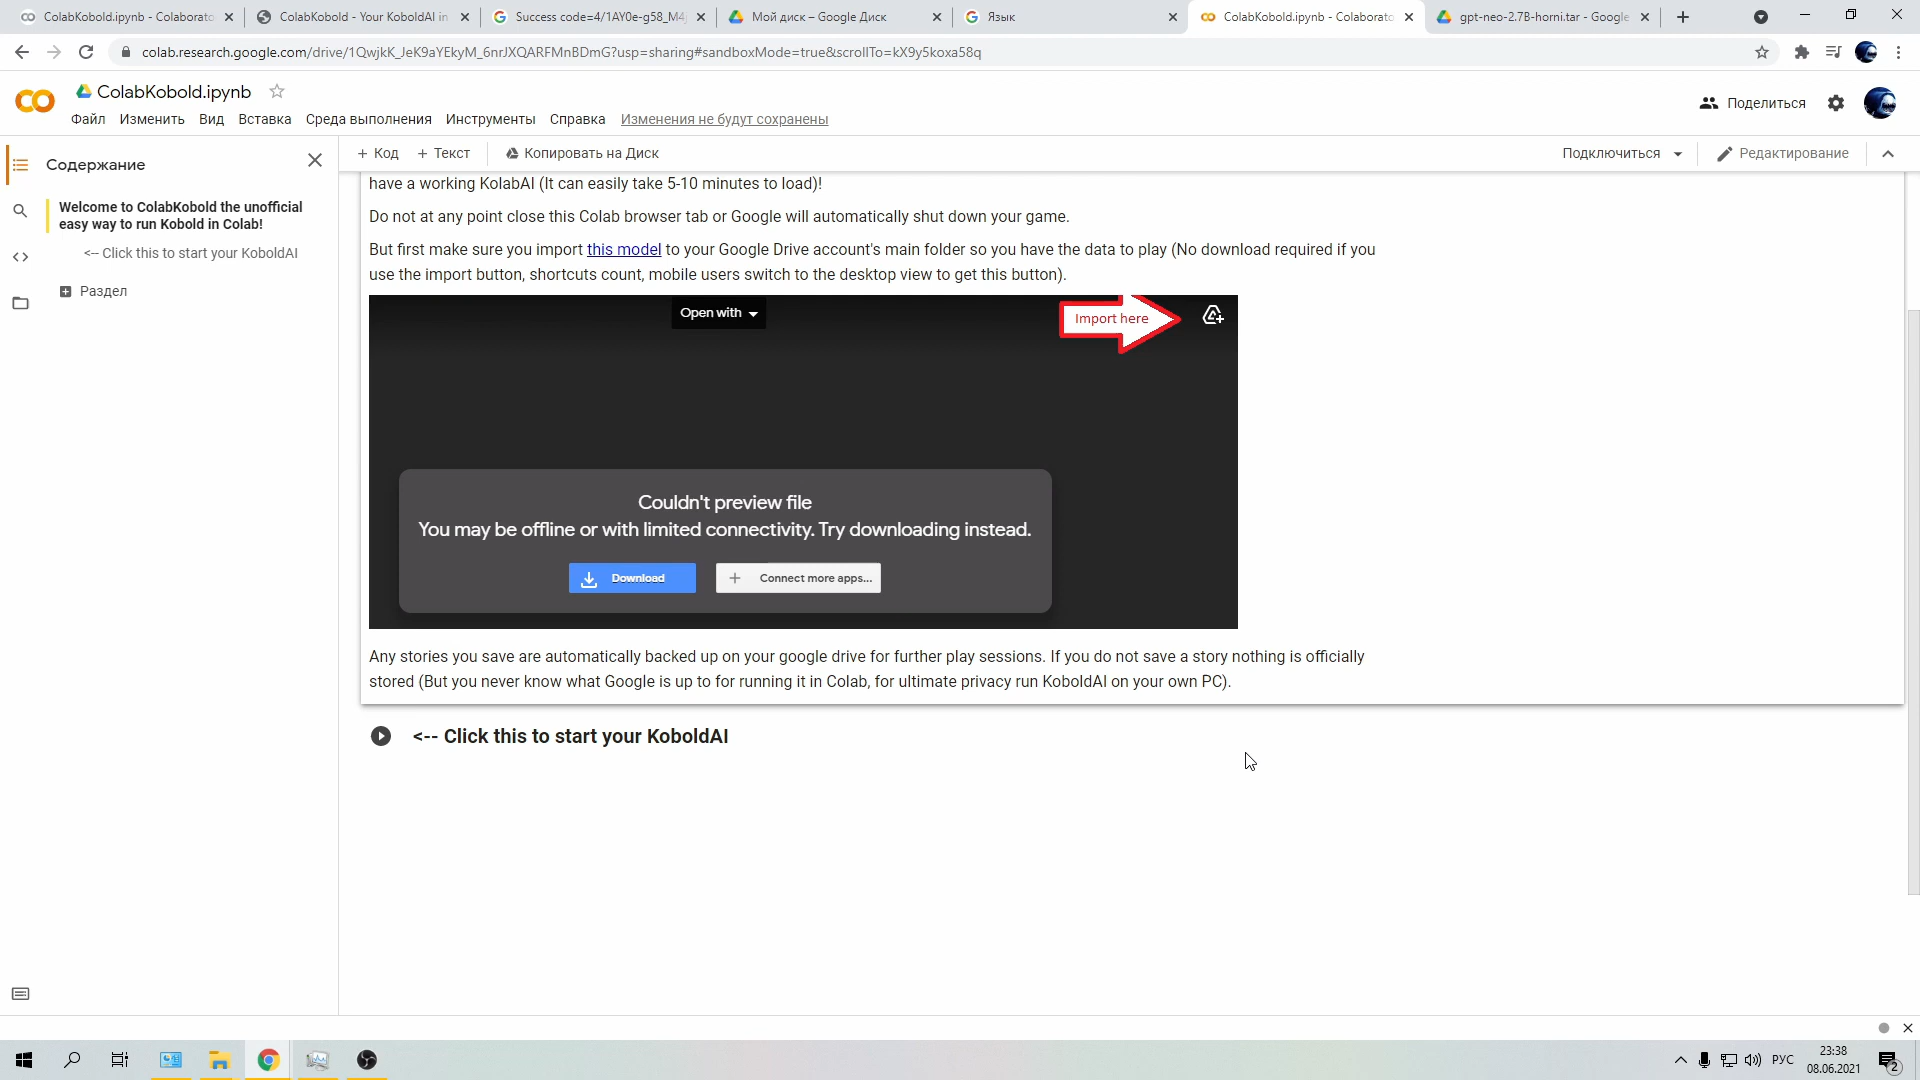 ColabKobold.ipynb - Colaborato
ColabKobold - Your KoboldAI in
Success code=4/1AY0e-g58_M4
Мой диск – Google Диск
Язык
ColabKobold.ipynb - Colaborato
gpt-neo-2.7B-horni.tar - Google
colab.research.google.com/drive/1QwjkK_JeK9aYEkyM_6nrJXQARFMnBDmG?usp=sharing#sandboxMode=true&scrollTo=kX9y5koxa58q
ColabKobold.ipynb
Файл Изменить Вид Вставка Среда выполнения Инструменты Справка Изменения не будут сохранены
Поделиться
Содержание
Welcome to ColabKobold the unofficial
easy way to run Kobold in Colab!
<-- Click this to start your KoboldAI
Раздел
+ Код + Текст Копировать на Диск
Подключиться Редактирование
have a working KolabAI (It can easily take 5-10 minutes to load)!
Do not at any point close this Colab browser tab or Google will automatically shut down your game.
But first make sure you import this model to your Google Drive account's main folder so you have the data to play (No download required if you
use the import button, shortcuts count, mobile users switch to the desktop view to get this button).
Open with
Import here
Couldn't preview file
You may be offline or with limited connectivity. Try downloading instead.
Download
Connect more apps...
Any stories you save are automatically backed up on your google drive for further play sessions. If you do not save a story nothing is officially
stored (But you never know what Google is up to for running it in Colab, for ultimate privacy run KoboldAI on your own PC).
<-- Click this to start your KoboldAI
РУС
23:38
08.06.2021
2